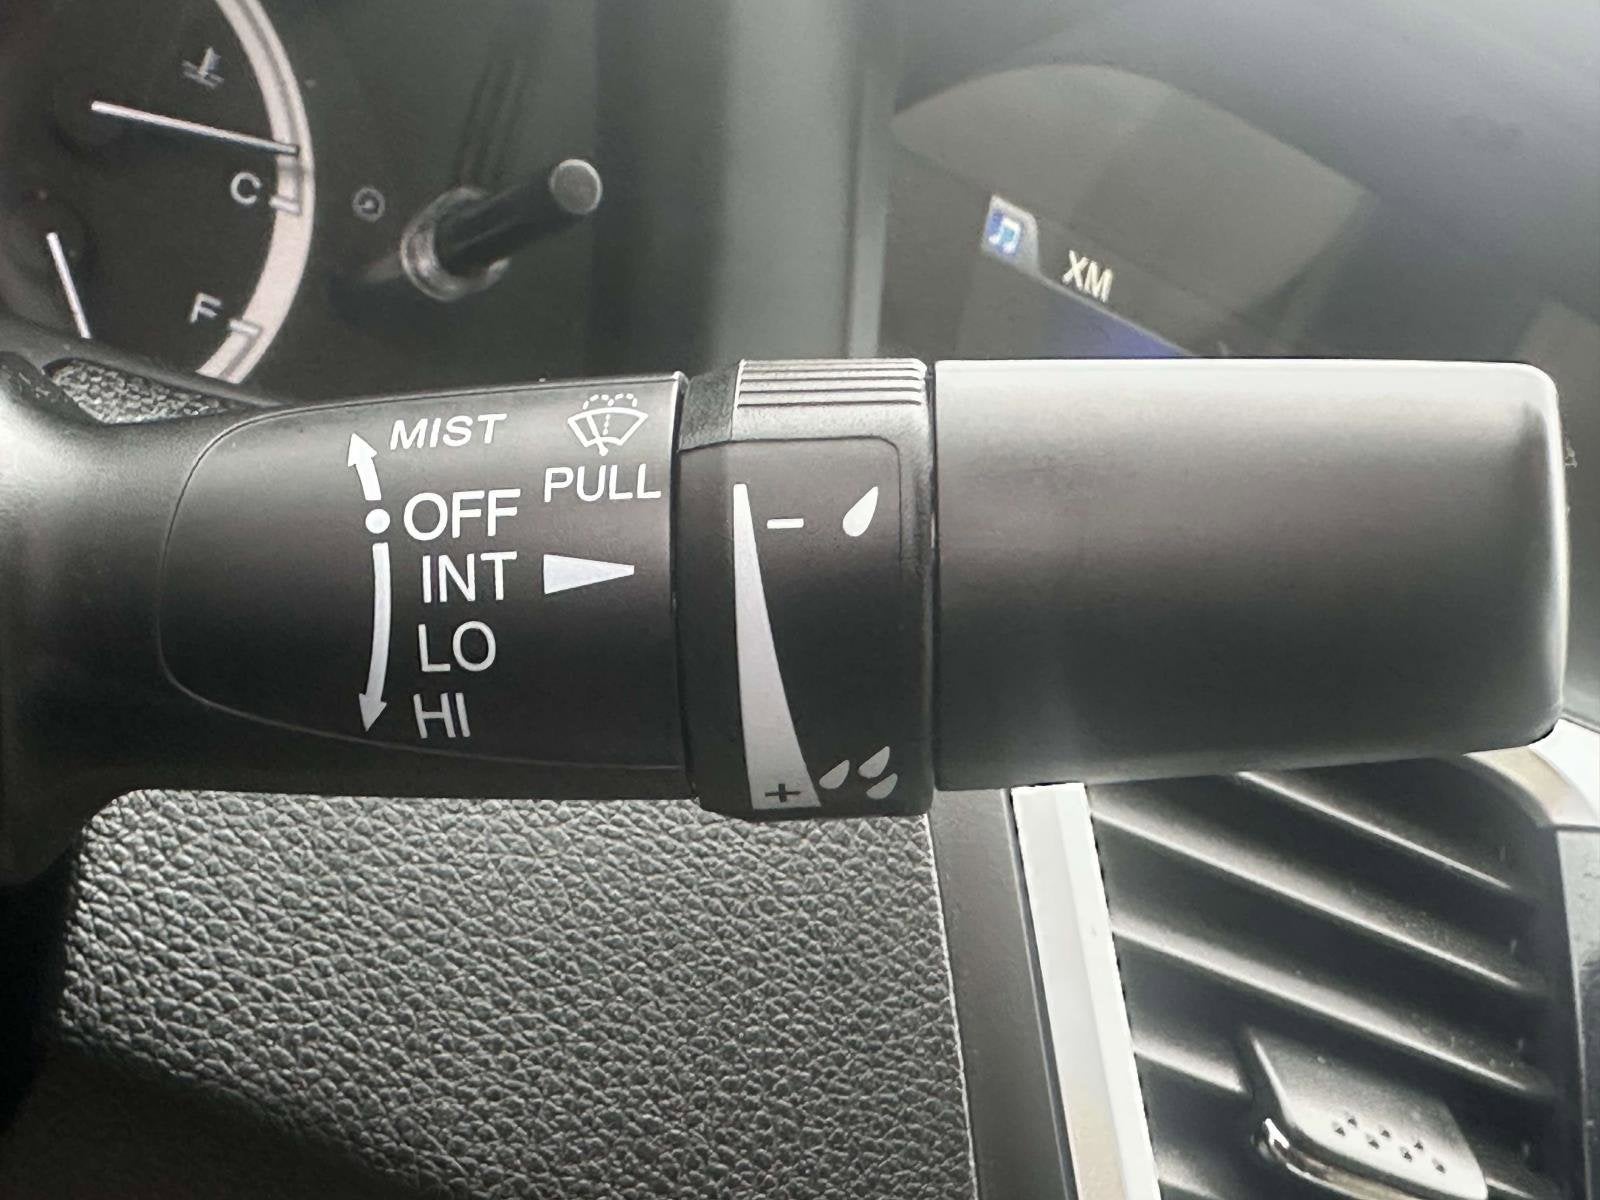 C
F
XM
MIST
PULL
OFF
INT
LO
HI
-
+